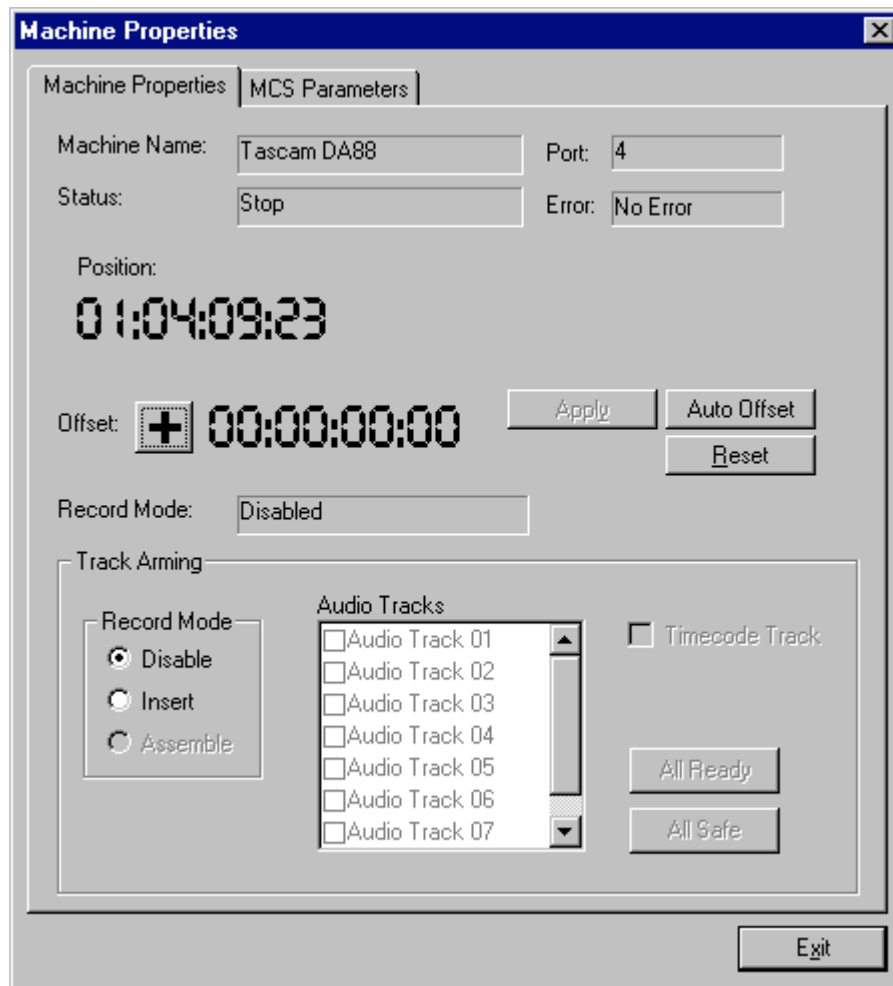 Machine Properties
Machine Properties
MCS Parameters
Machine Name:
Tascam DA88
Port:
4
Status:
Stop
Error:
No Error
Position:
01:04:09:23
Offset:
+
00:00:00:00
Apply
Auto Offset
Reset
Record Mode:
Disabled
Track Arming
Record Mode
Disable
Insert
Assemble
Audio Tracks
Audio Track 01
Audio Track 02
Audio Track 03
Audio Track 04
Audio Track 05
Audio Track 06
Audio Track 07
Timecode Track
All Ready
All Safe
Exit